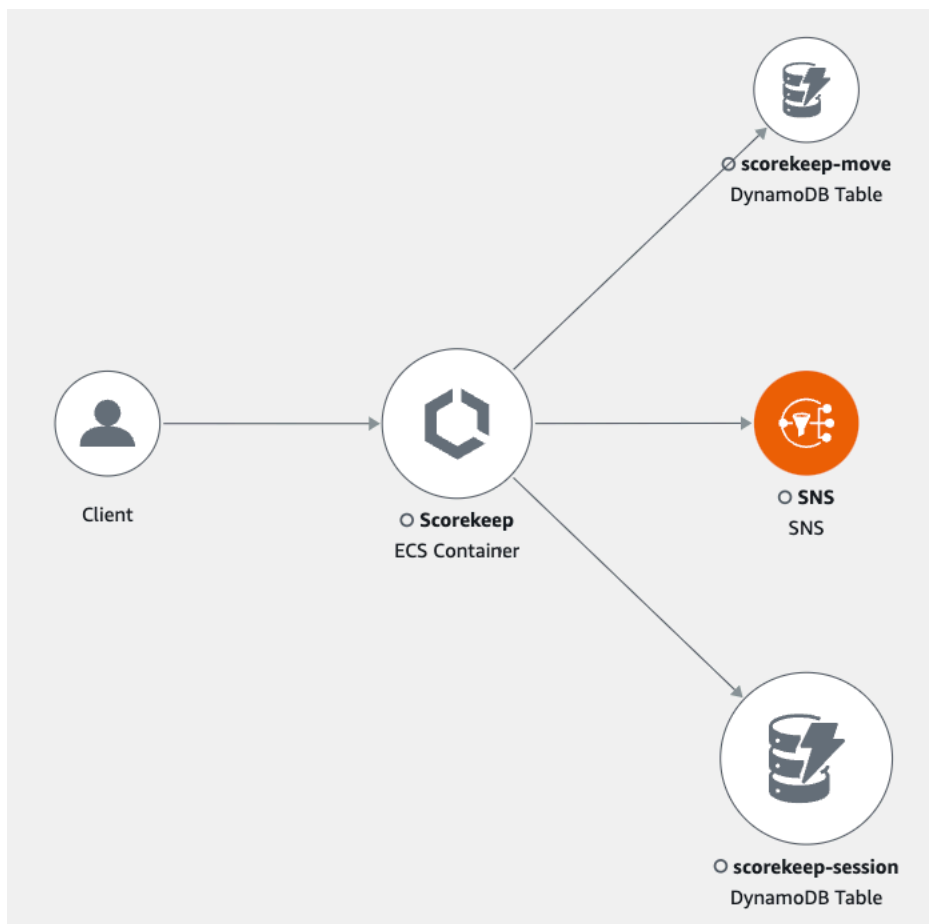 scorekeep-move
DynamoDB Table
Client
Scorekeep
ECS Container
SNS
SNS
scorekeep-session
DynamoDB Table